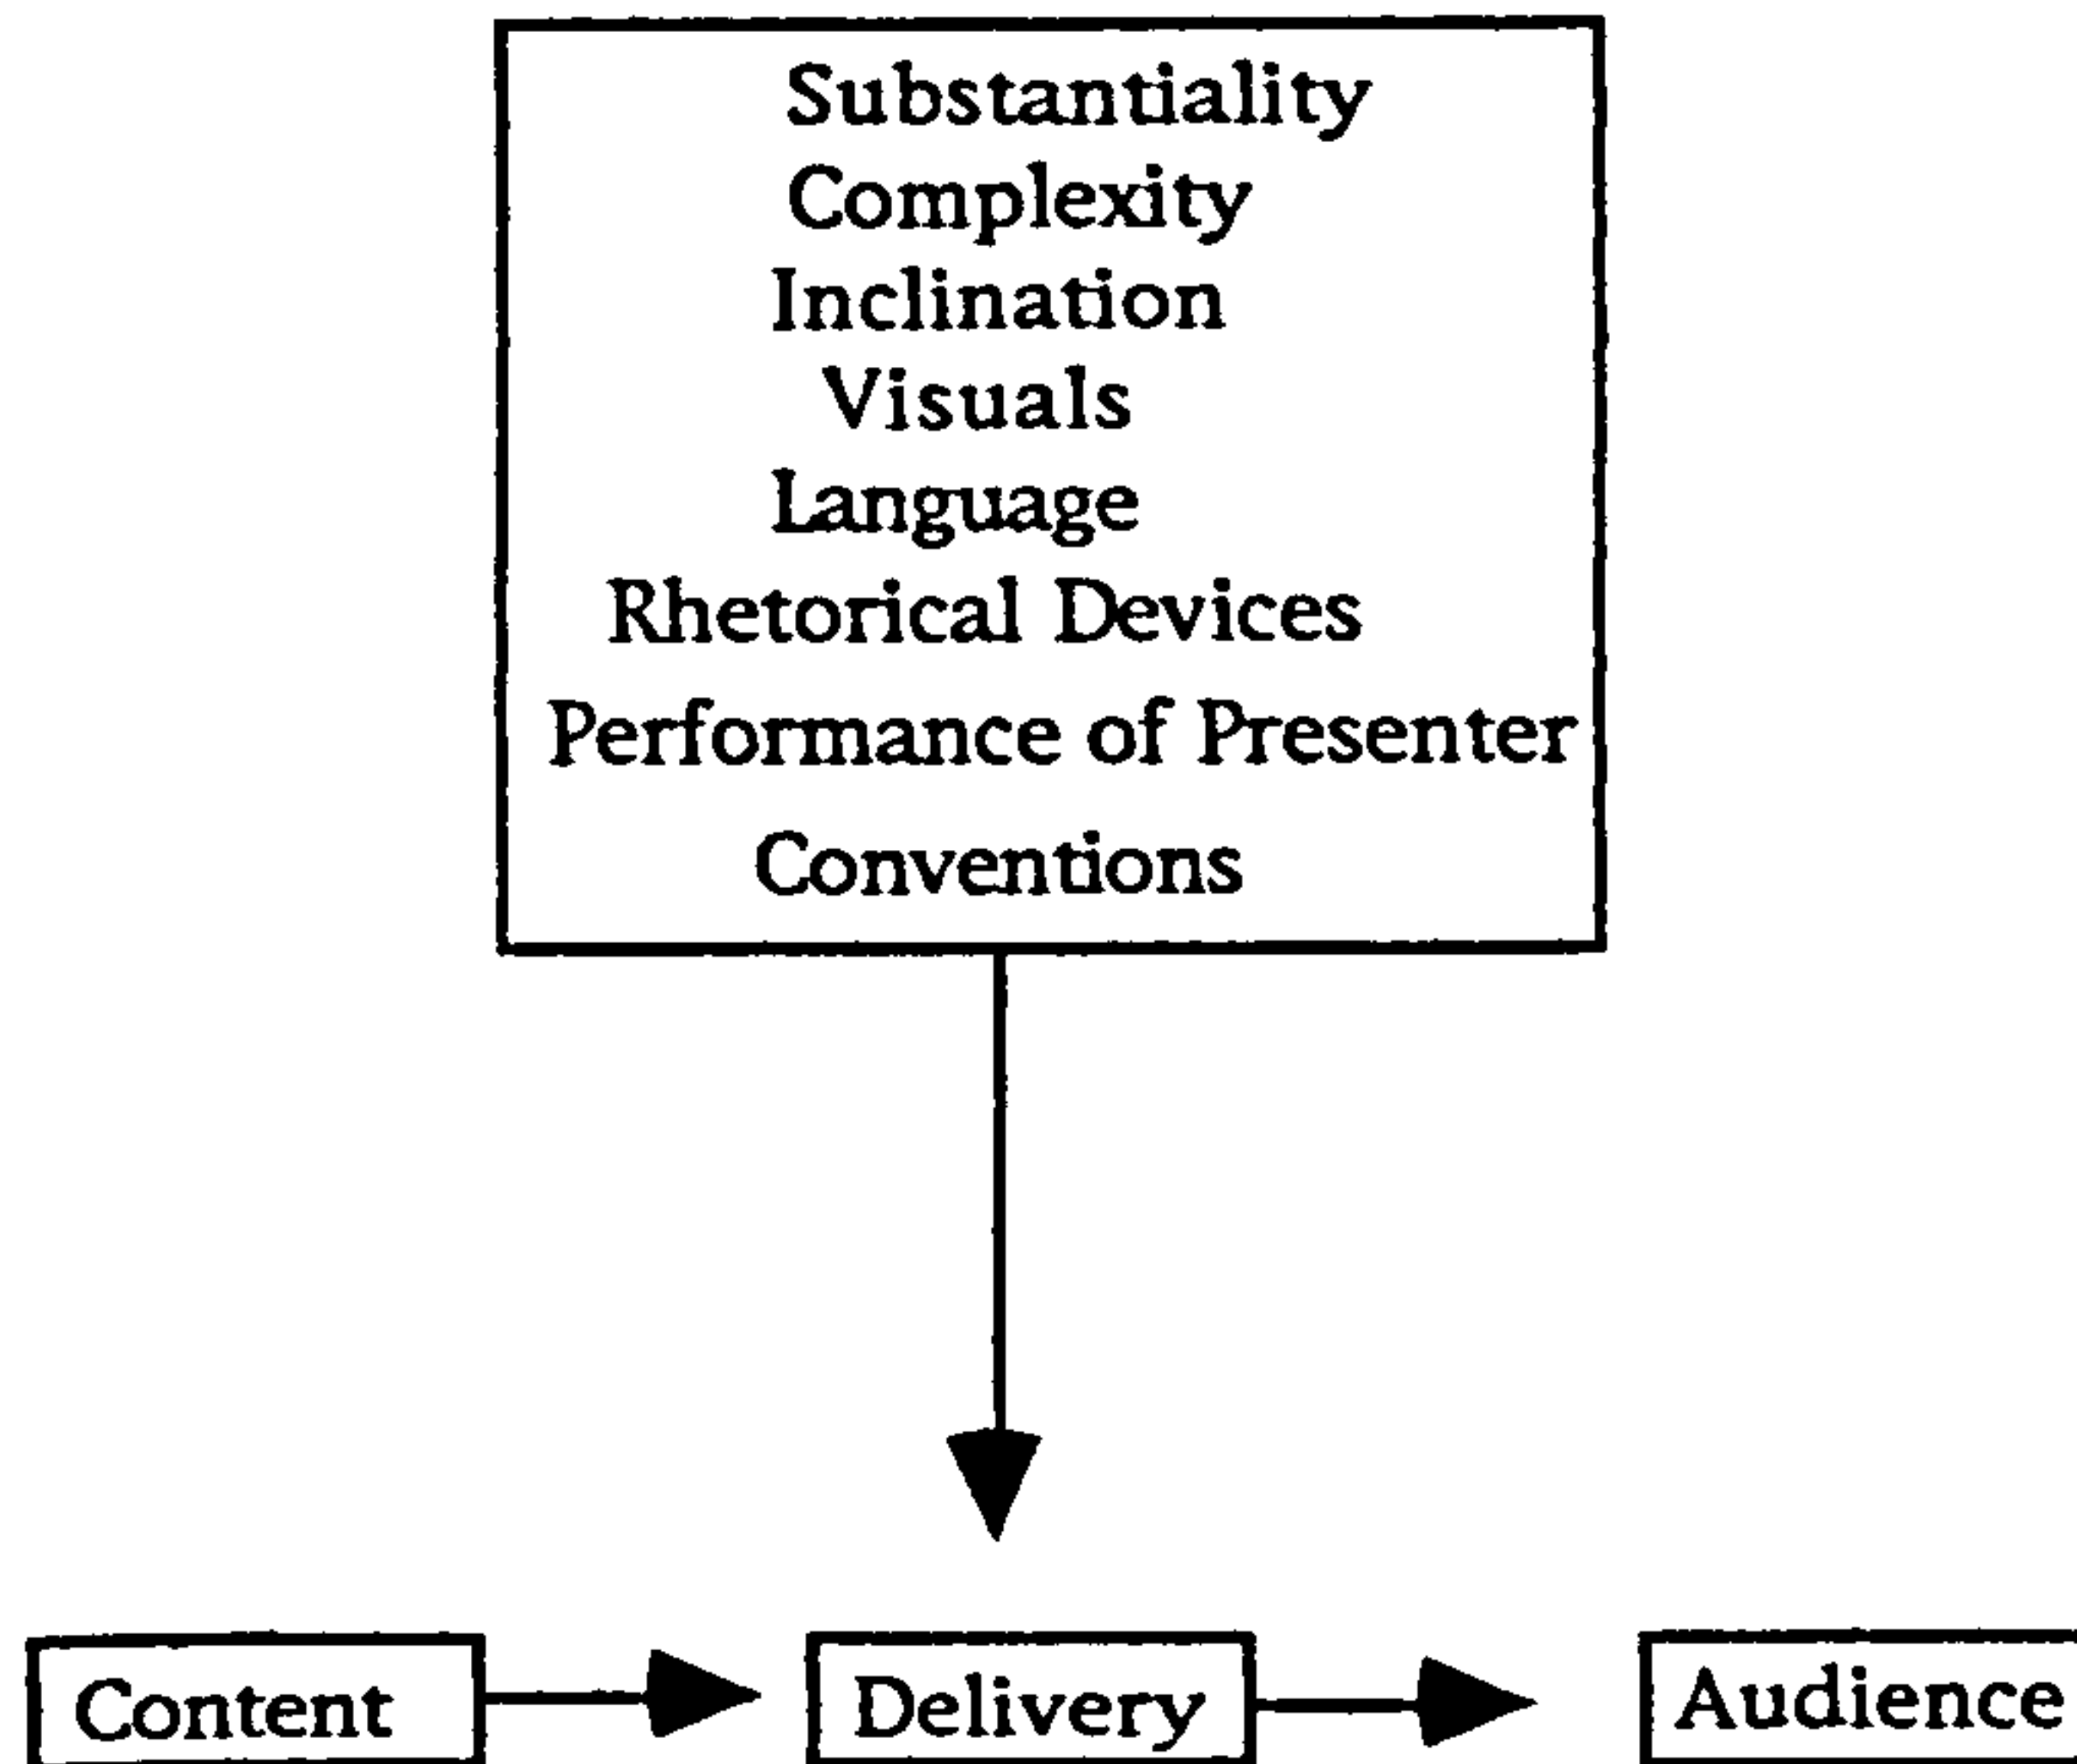 Substantiality
Complexity
Inclination
Visuals
Language
Rhetorical Devices
Performance of Presenter
Conventions
Content
Delivery
Audience